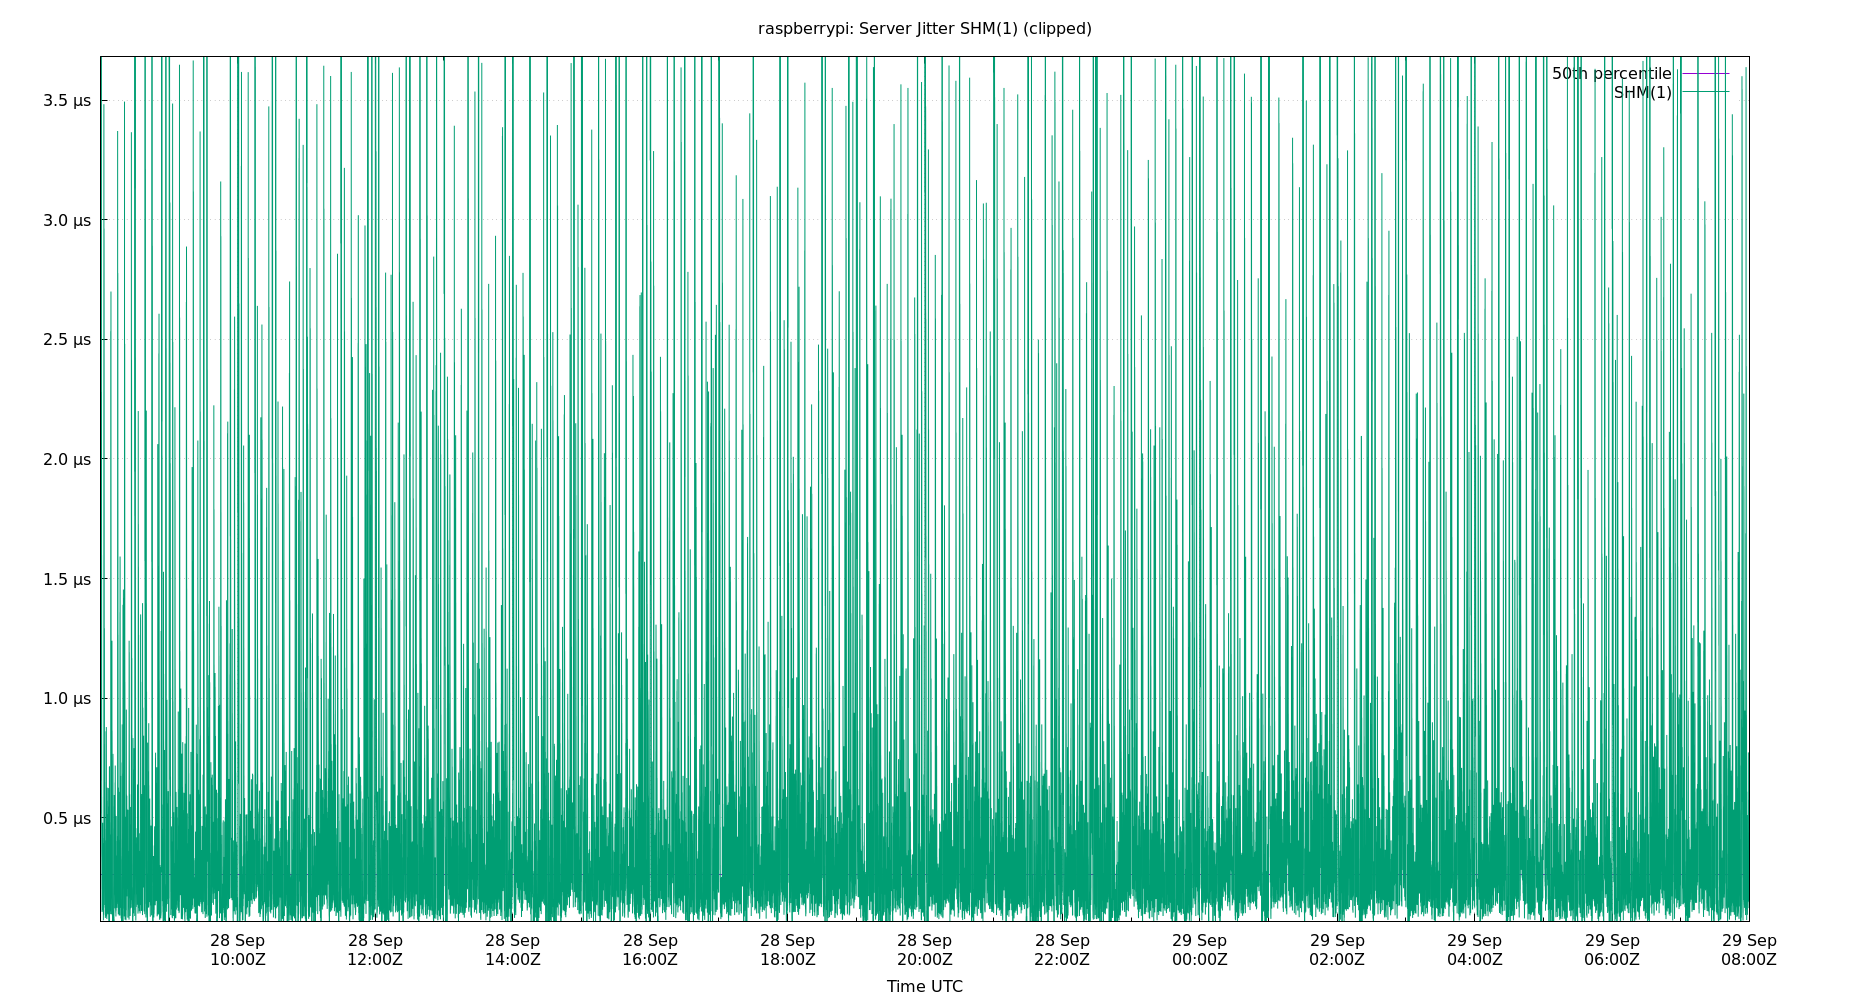 raspberrypi: Server Jitter SHM(1) (clipped)
50th percentile
SHM(1)
3.5 µs
3.0 µs
2.5 µs
2.0 µs
1.5 µs
1.0 µs
0.5 µs
28 Sep 28 Sep 28 Sep 28 Sep 28 Sep 28 Sep 28 Sep 29 Sep 29 Sep 29 Sep 29 Sep 29 Sep
10:00Z 12:00Z 14:00Z 16:00Z 18:00Z 20:00Z 22:00Z 00:00Z 02:00Z 04:00Z 06:00Z 08:00Z
Time UTC